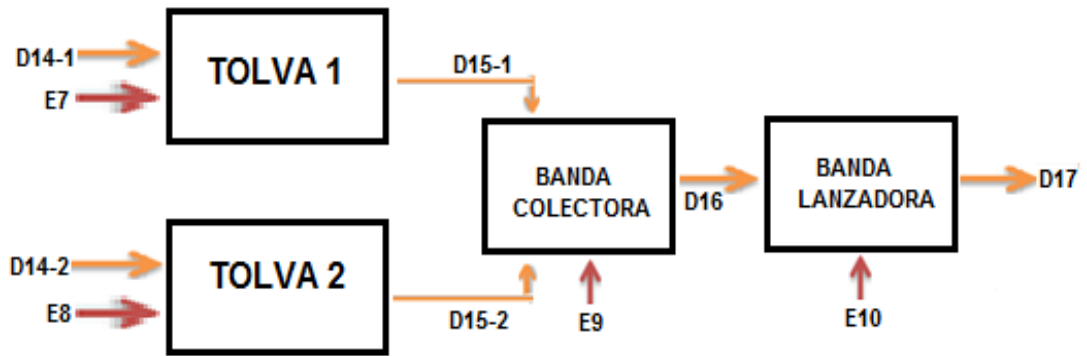 D14-1
E7
TOLVA 1
D15-1
BANDA
COLECTORA
D16
BANDA
LANZADORA
D17
D14-2
E8
TOLVA 2
D15-2
E9
E10